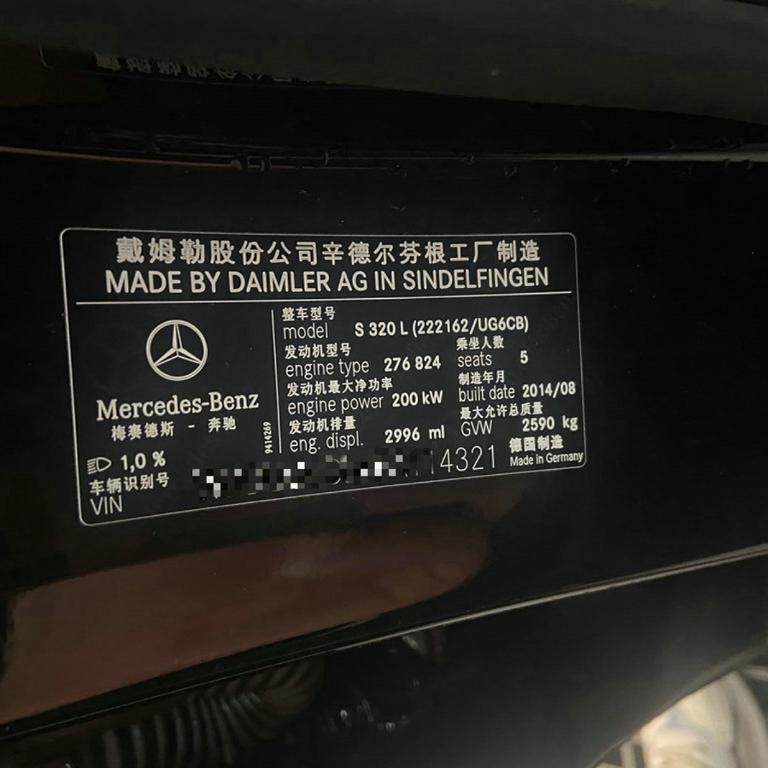 戴姆勒股份公司辛德尔芬根工厂制造
MADE BY DAIMLER AG IN SINDELFINGEN
Mercedes-Benz
梅赛德斯 - 奔驰
1,0 %
整车型号
model S 320 L (222162/UG6CB)
发动机型号 乘坐人数
engine type 276 824 seats 5
发动机最大净功率 制造年月
engine power 200 kW built date 2014/08
发动机排量 最大允许总质量
eng. displ. 2996 ml GVW 2590 kg
9414269
德国制造
Made in Germany
车辆识别号
VIN 4321